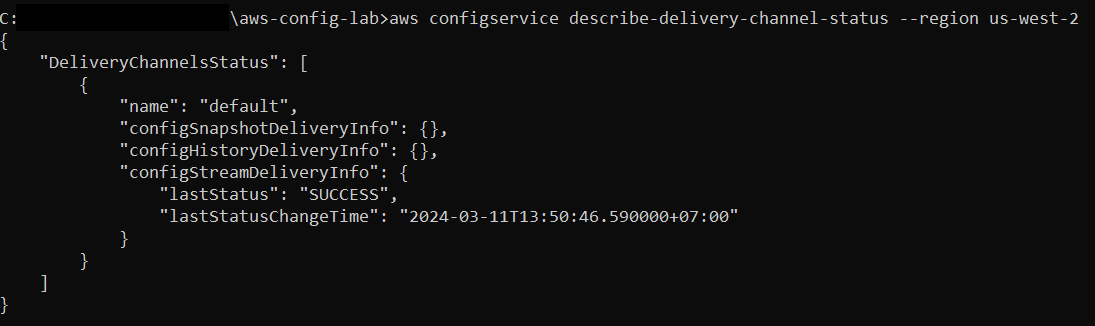 C:\aws-config-lab>aws configservice describe-delivery-channel-status --region us-west-2
{
    "DeliveryChannelsStatus": [
        {
            "name": "default",
            "configSnapshotDeliveryInfo": {},
            "configHistoryDeliveryInfo": {},
            "configStreamDeliveryInfo": {
                "lastStatus": "SUCCESS",
                "lastStatusChangeTime": "2024-03-11T13:50:46.590000+07:00"
            }
        }
    ]
}